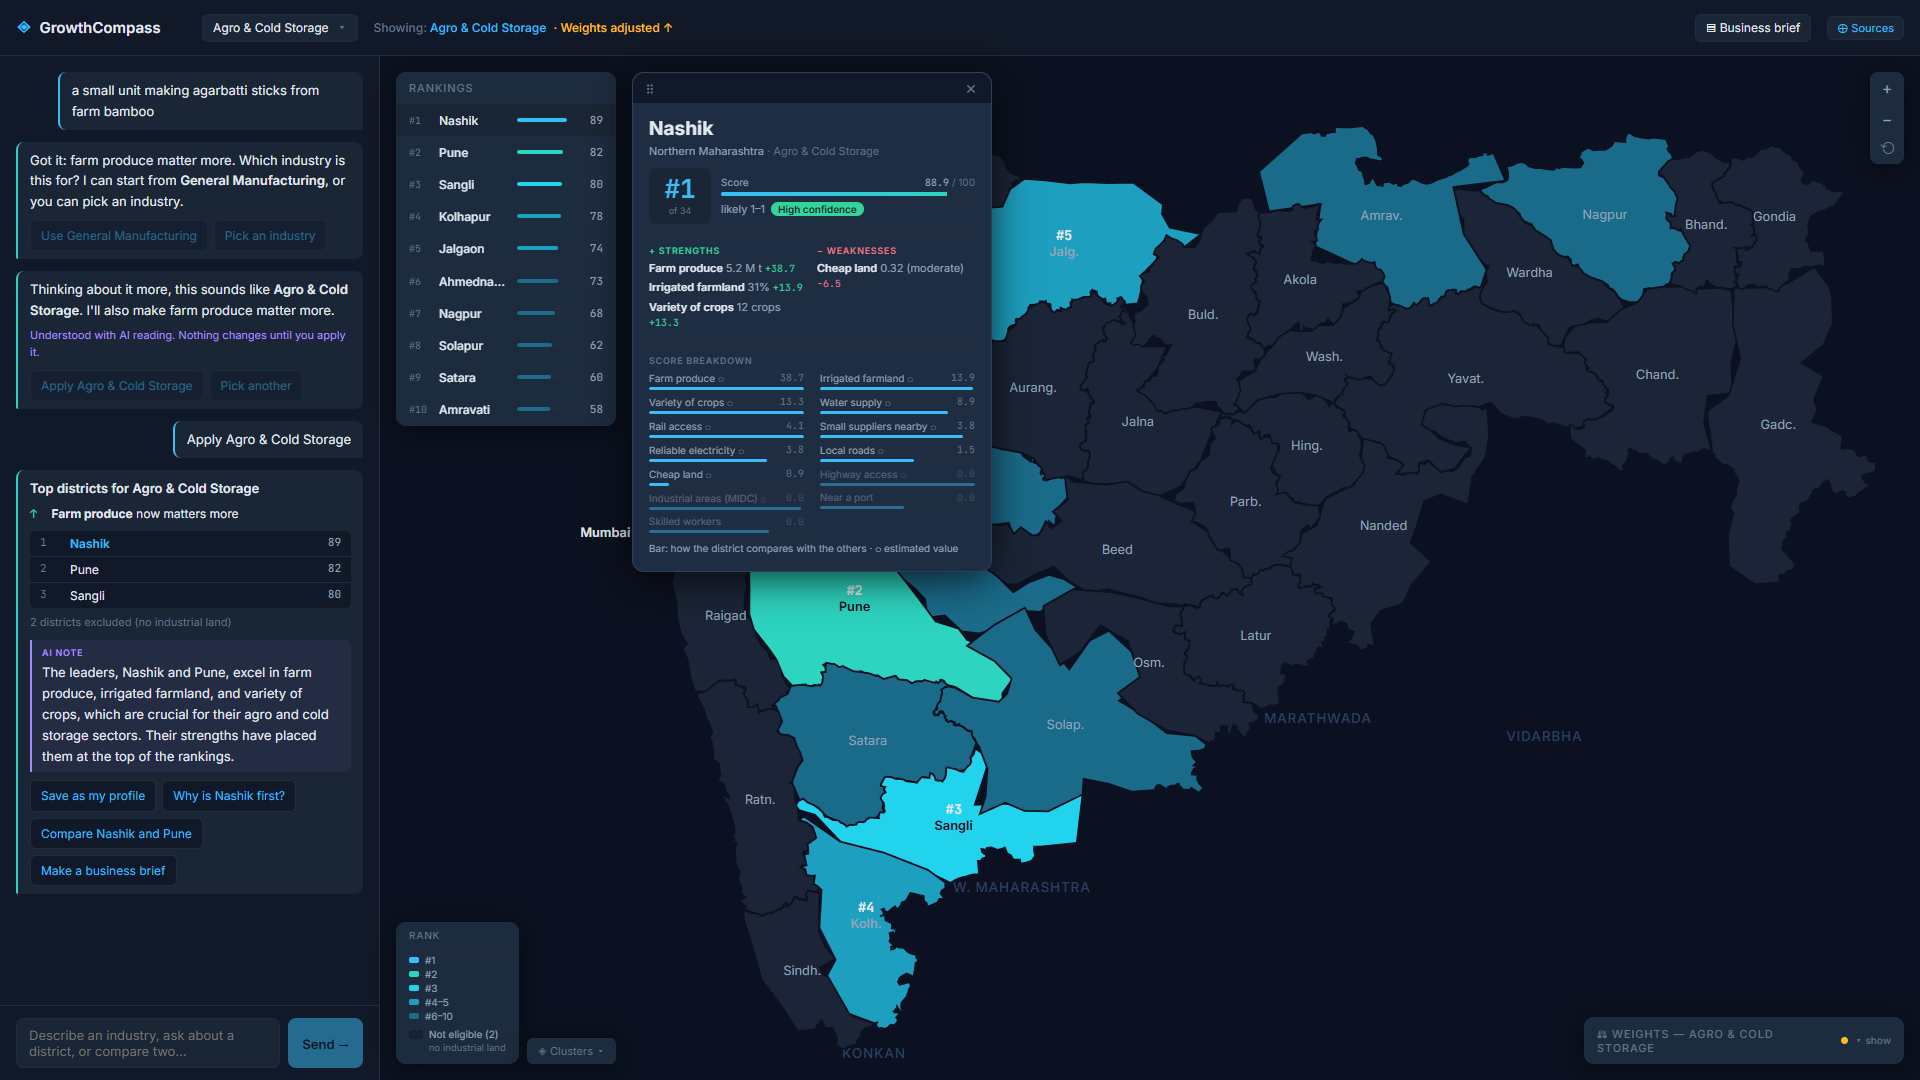 GrowthCompass
Agro & Cold Storage
Showing: Agro & Cold Storage · Weights adjusted ↑
Business brief
Sources
a small unit making agarbatti sticks from
farm bamboo
Got it: farm produce matter more. Which industry is
this for? I can start from General Manufacturing, or
you can pick an industry.
Use General Manufacturing
Pick an industry
Thinking about it more, this sounds like Agro & Cold
Storage. I'll also make farm produce matter more.
Understood with AI reading. Nothing changes until you apply
it.
Apply Agro & Cold Storage
Pick another
Apply Agro & Cold Storage
Top districts for Agro & Cold Storage
↑ Farm produce now matters more
1 Nashik 89
2 Pune 82
3 Sangli 80
2 districts excluded (no industrial land)
AI NOTE
The leaders, Nashik and Pune, excel in farm
produce, irrigated farmland, and variety of
crops, which are crucial for their agro and cold
storage sectors. Their strengths have placed
them at the top of the rankings.
Save as my profile
Why is Nashik first?
Compare Nashik and Pune
Make a business brief
Describe an industry, ask about a
district, or compare two...
Send →
RANKINGS
#1 Nashik 89
#2 Pune 82
#3 Sangli 80
#4 Kolhapur 78
#5 Jalgaon 74
#6 Ahmedna... 73
#7 Nagpur 68
#8 Solapur 62
#9 Satara 60
#10 Amravati 58
Nashik
Northern Maharashtra · Agro & Cold Storage
#1
of 34
Score 88.9 / 100
likely 1–1 High confidence
+ STRENGTHS
Farm produce 5.2 M t +38.7
Irrigated farmland 31% +13.9
Variety of crops 12 crops
+13.3
− WEAKNESSES
Cheap land 0.32 (moderate)
-6.5
SCORE BREAKDOWN
Farm produce 38.7
Irrigated farmland 13.9
Variety of crops 13.3
Water supply 8.9
Rail access 4.1
Small suppliers nearby 3.8
Reliable electricity 3.8
Local roads 1.5
Cheap land 0.9
Highway access 0.0
Industrial areas (MIDC) 0.0
Near a port 0.0
Skilled workers 0.0
Bar: how the district compares with the others · ○ estimated value
+
−
#5
Jalg.
Amrav.
Nagpur
Bhand.
Gondia
Akola
Wardha
Buld.
Wash.
Yavat.
Chand.
Aurang.
Jalna
Hing.
Gadc.
Parb.
Nanded
Mumbai
Beed
#2
Pune
Raigad
Latur
Osm.
MARATHWADA
VIDARBHA
Satara
Solap.
Ratn.
#3
Sangli
W. MAHARASHTRA
#4
Kolh.
Sindh.
KONKAN
RANK
#1
#2
#3
#4–5
#6–10
Not eligible (2)
no industrial land
Clusters
WEIGHTS — AGRO & COLD
STORAGE
show